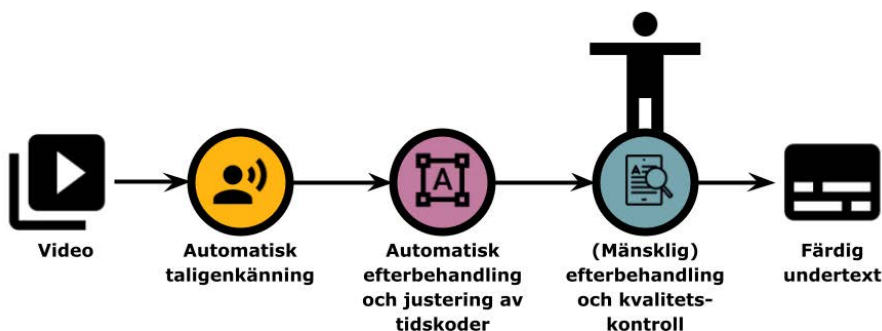 Video
Automatisk
taligenkänning
A
Automatisk
efterbehandling
och justering av
tidskoder
A
(Mänsklig)
efterbehandling
och kvalitets-
kontroll
Färdig
undertext